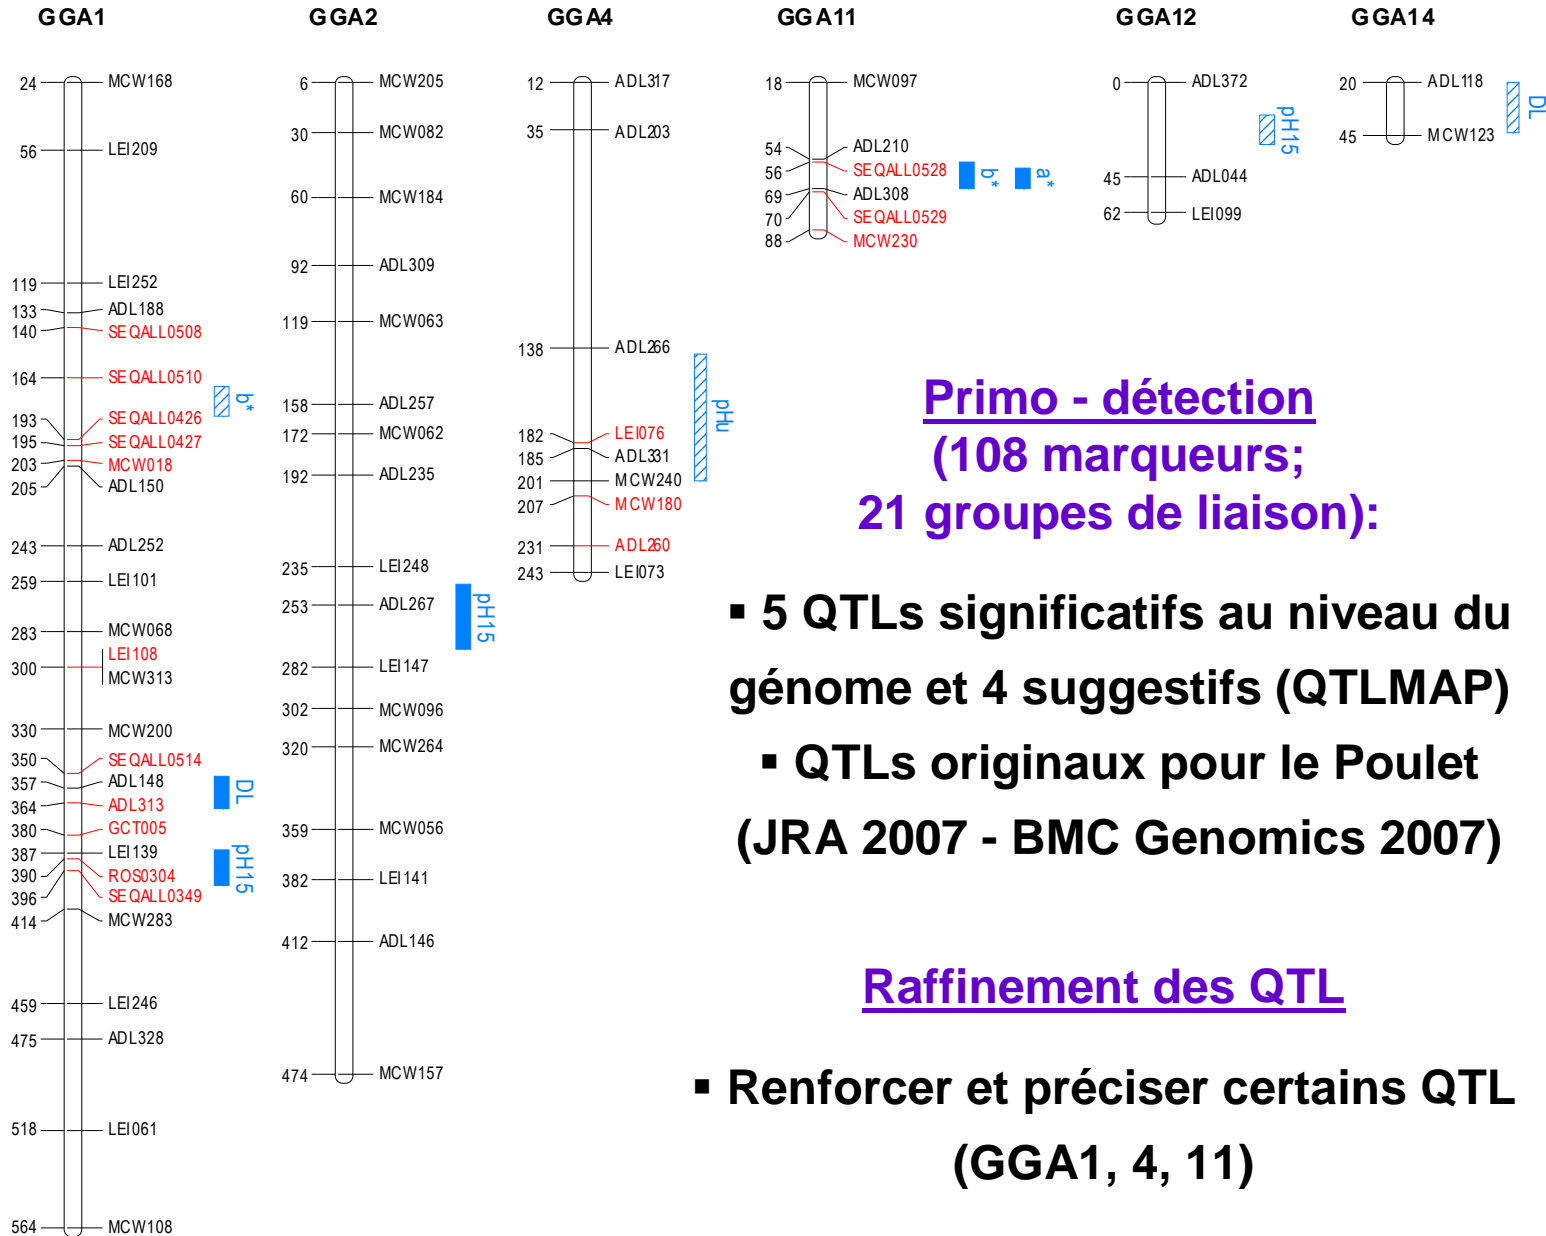 GGA1
24 MCW168
56 LEI209
119 LEI252
133 ADL188
140 SEQALL0508
164 SEQALL0510
193 SEQALL0426
195 SEQALL0427
203 MCW018
205 ADL150
243 ADL252
259 LEI101
283 MCW068
LEI108
300
MCW313
330 MCW200
350 SEQALL0514
357 ADL148
364 ADL313
380 GCT005
387 LEI139
390 ROS0304
396 SEQALL0349
414 MCW283
459 LEI246
475 ADL328
518 LEI061
564 MCW108
b*
DL
pH15
GGA2
6 MCW205
30 MCW082
60 MCW184
92 ADL309
119 MCW063
158 ADL257
172 MCW062
192 ADL235
235 LEI248
253 ADL267
282 LEI147
302 MCW096
320 MCW264
359 MCW056
382 LEI141
412 ADL146
474 MCW157
pH15
GGA4
12 ADL317
35 ADL203
138 ADL266
182 LEI076
185 ADL331
201 MCW240
207 MCW180
231 ADL260
243 LEI073
pHu
GGA11
18 MCW097
54 ADL210
56 SEQALL0528
69 ADL308
70 SEQALL0529
88 MCW230
b*
a*
GGA12
0 ADL372
45 ADL044
62 LEI099
pH15
GGA14
20 ADL118
45 MCW123
DL
Primo - détection
(108 marqueurs;
21 groupes de liaison):
▪ 5 QTLs significatifs au niveau du
génome et 4 suggestifs (QTLMAP)
▪ QTLs originaux pour le Poulet
(JRA 2007 - BMC Genomics 2007)
Raffinement des QTL
▪ Renforcer et préciser certains QTL
(GGA1, 4, 11)